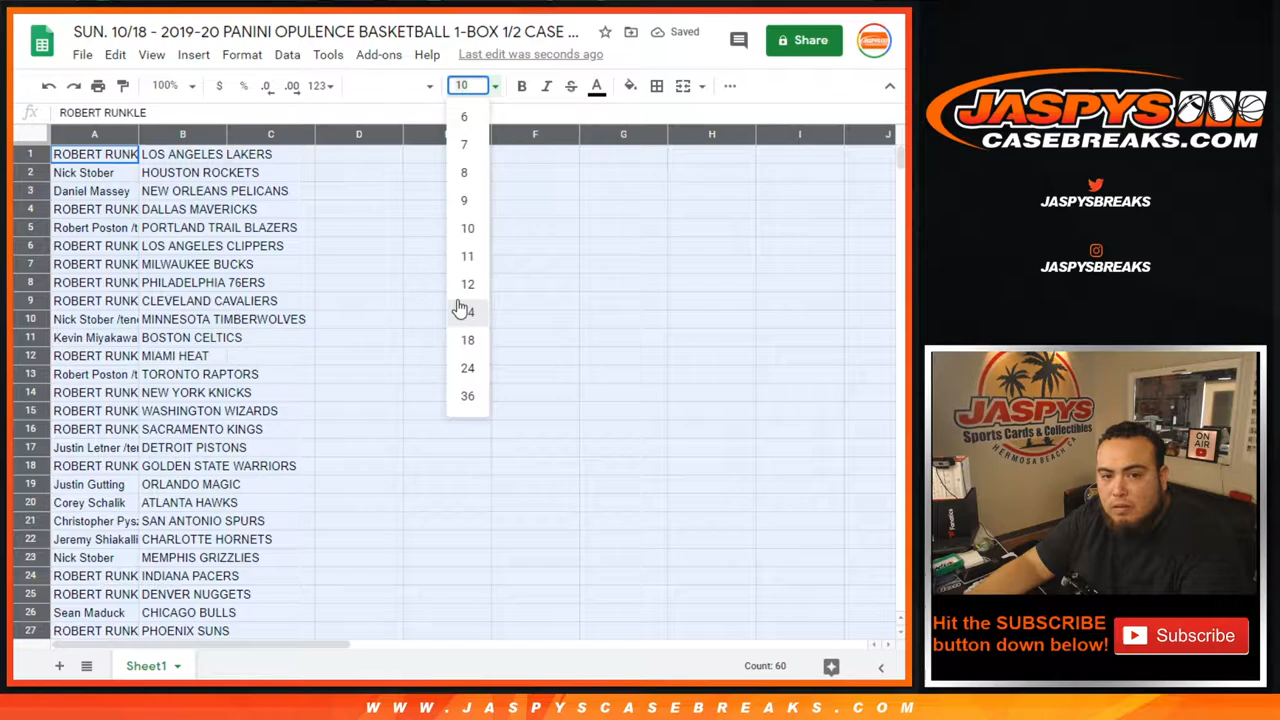 SUN. 10/18 - 2019-20 PANINI OPULENCE BASKETBALL 1-BOX 1/2 CASE ...
Saved
Share
File Edit View Insert Format Data Tools Add-ons Help Last edit was seconds ago
100% $ % .0 .00 123 10 B I S A
fx ROBERT RUNKLE
A B C D F G H I J
1 ROBERT RUNK LOS ANGELES LAKERS
2 Nick Stober HOUSTON ROCKETS
3 Daniel Massey NEW ORLEANS PELICANS
4 ROBERT RUNK DALLAS MAVERICKS
5 Robert Poston /t PORTLAND TRAIL BLAZERS
6 ROBERT RUNK LOS ANGELES CLIPPERS
7 ROBERT RUNK MILWAUKEE BUCKS
8 ROBERT RUNK PHILADELPHIA 76ERS
9 ROBERT RUNK CLEVELAND CAVALIERS
10 Nick Stober /tene MINNESOTA TIMBERWOLVES
11 Kevin Miyakawa BOSTON CELTICS
12 ROBERT RUNK MIAMI HEAT
13 Robert Poston /t TORONTO RAPTORS
14 ROBERT RUNK NEW YORK KNICKS
15 ROBERT RUNK WASHINGTON WIZARDS
16 ROBERT RUNK SACRAMENTO KINGS
17 Justin Letner /ter DETROIT PISTONS
18 ROBERT RUNK GOLDEN STATE WARRIORS
19 Justin Gutting ORLANDO MAGIC
20 Corey Schalik ATLANTA HAWKS
21 Christopher Pys SAN ANTONIO SPURS
22 Jeremy Shiakalli CHARLOTTE HORNETS
23 Nick Stober MEMPHIS GRIZZLIES
24 ROBERT RUNK INDIANA PACERS
25 ROBERT RUNK DENVER NUGGETS
26 Sean Maduck CHICAGO BULLS
27 ROBERT RUNK PHOENIX SUNS
6
7
8
9
10
11
12
4
18
24
36
Sheet1
Count: 60
JASPYS
CASEBREAKS.COM
JASPYSBREAKS
JASPYSBREAKS
JASPYS
Sports Cards & Collectibles
HERMOSA BEACH CA
ON AIR
Fanatics
Hit the SUBSCRIBE
button down below!
Subscribe
WWW.JASPYSCASEBREAKS.COM